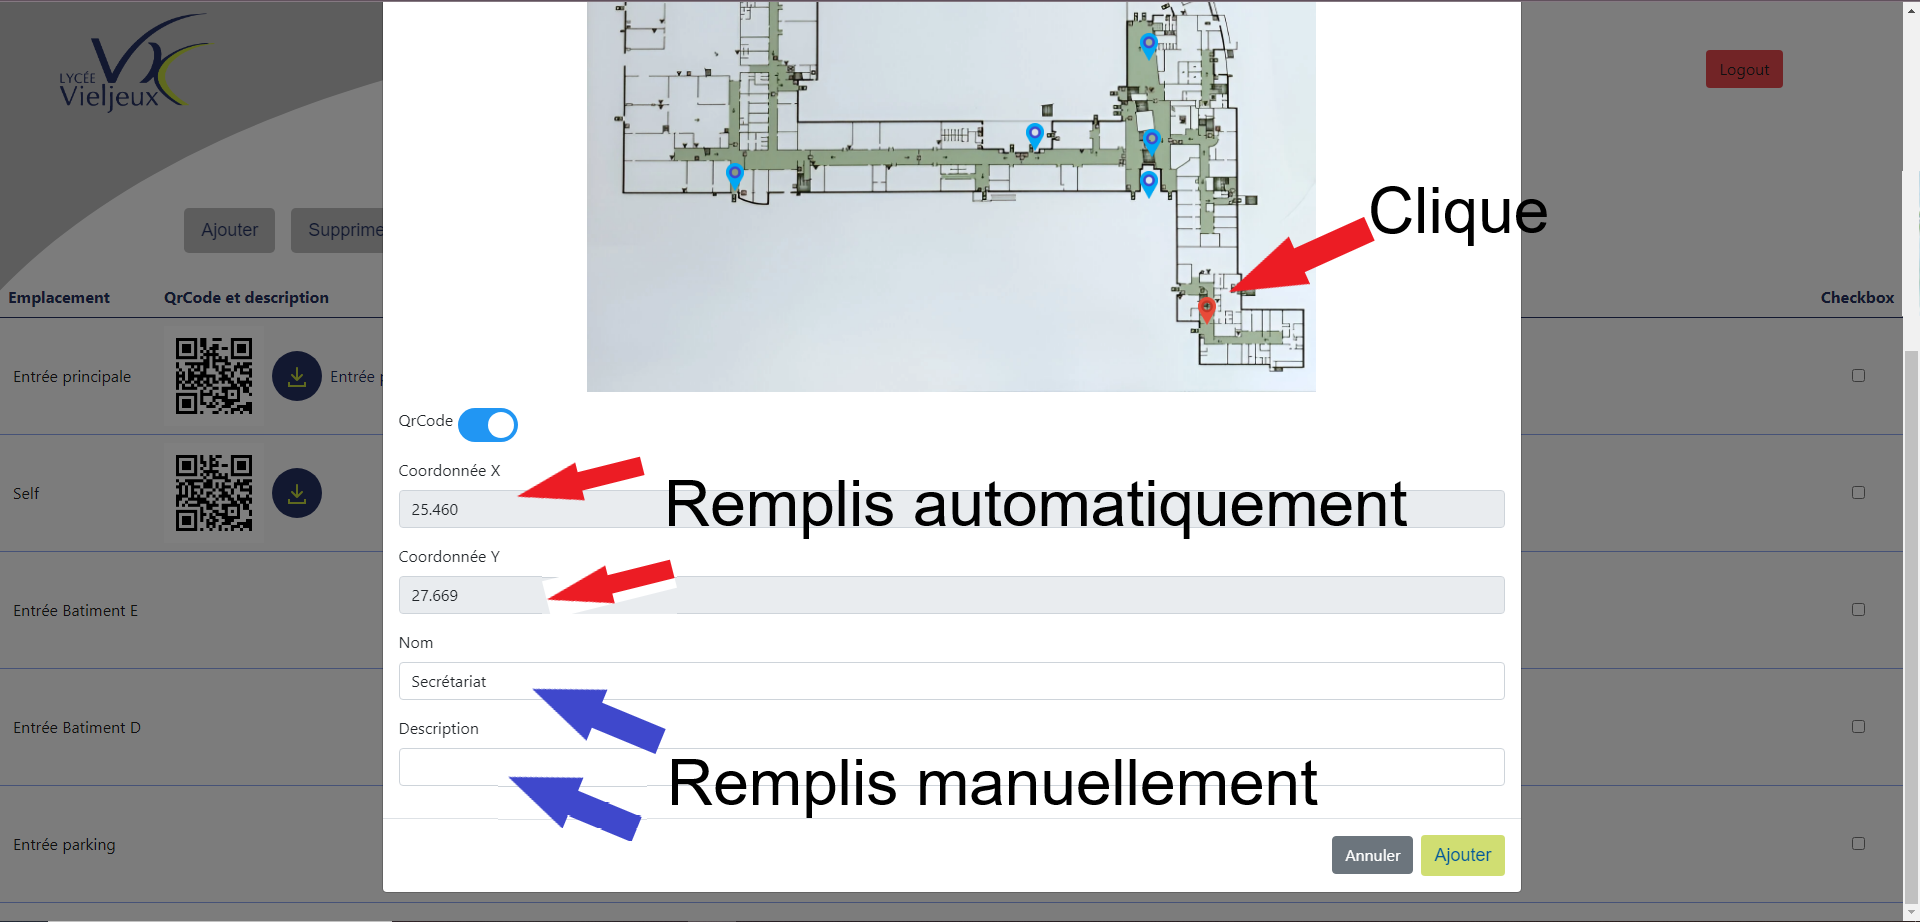 LYCÉE
Vieljeux
Logout
Clique
Ajouter
Supprime
Emplacement
QrCode et description
Checkbox
Entrée principale
Entrée p
QrCode
Coordonnée X
25.460
Remplis automatiquement
Self
Coordonnée Y
27.669
Entrée Batiment E
Nom
Secrétariat
Entrée Batiment D
Description
Remplis manuellement
Entrée parking
Annuler
Ajouter